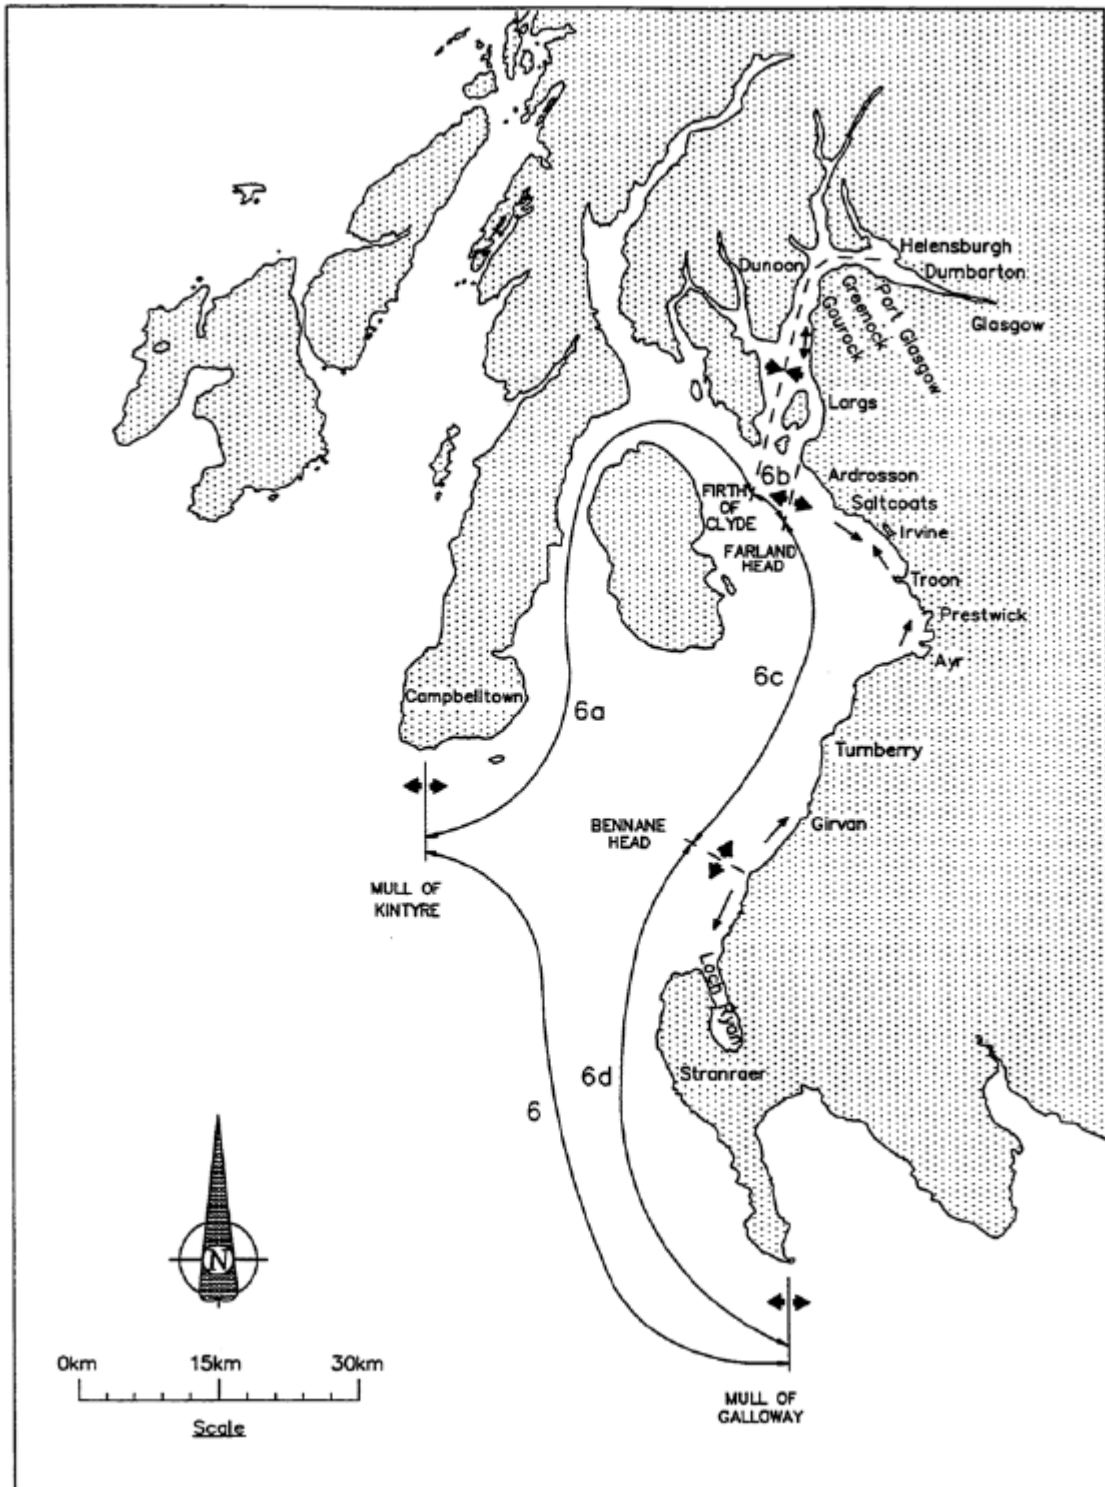 Helensburgh
Dunoon
Dumbarton
Port Glasgow
Greenock
Gourock
Glasgow
Largs
6b
Ardrosson
FIRTHY
OF
CLYDE
Saltcoats
Irvine
FARLAND
HEAD
Troon
Prestwick
Ayr
6c
Campbelltown
6a
Turnberry
BENNANE
HEAD
Girvan
MULL OF
KINTYRE
Loch Ryan
6d
Stranraer
6
N
0km 15km 30km
Scale
MULL OF
GALLOWAY